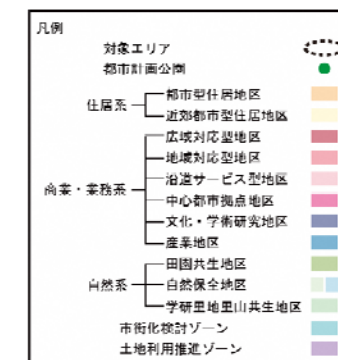 凡例
対象エリア
都市計画公園
住居系
都市型住居地区
近郊都市型住居地区
商業・業務系
広域対応型地区
地域対応型地区
沿道サービス型地区
中心都市拠点地区
文化・学術研究地区
産業地区
自然系
田園共生地区
自然保全地区
学研里地里山共生地区
市街化検討ゾーン
土地利用推進ゾーン